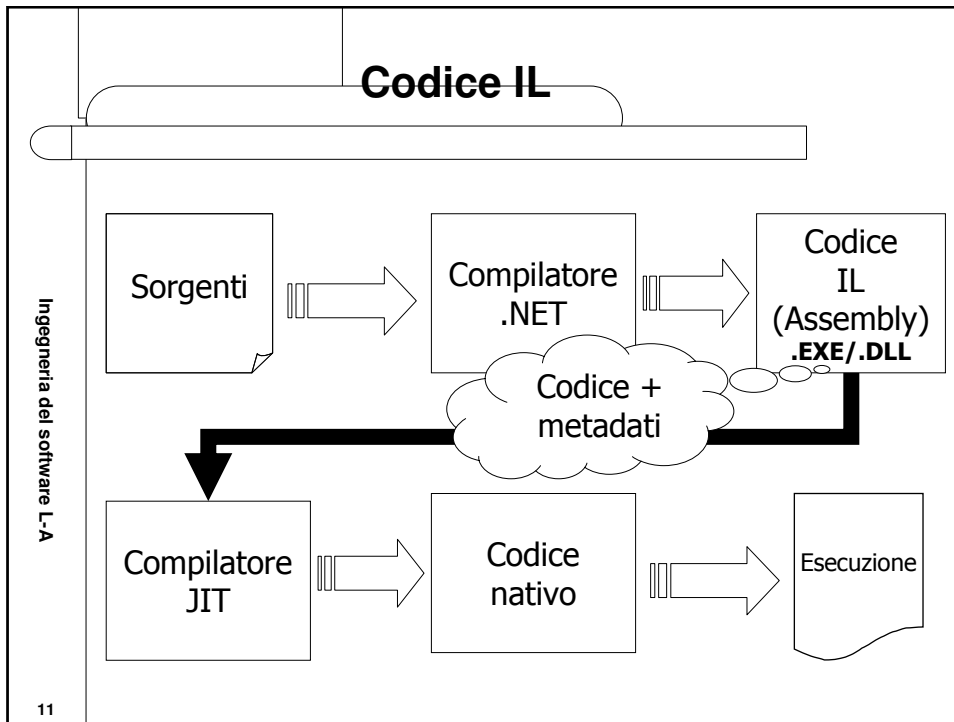 Codice IL
Sorgenti
Compilatore
.NET
Codice
IL
(Assembly)
.EXE/.DLL
Codice +
metadati
Compilatore
JIT
Codice
nativo
Esecuzione
Ingegneria del software L-A
11